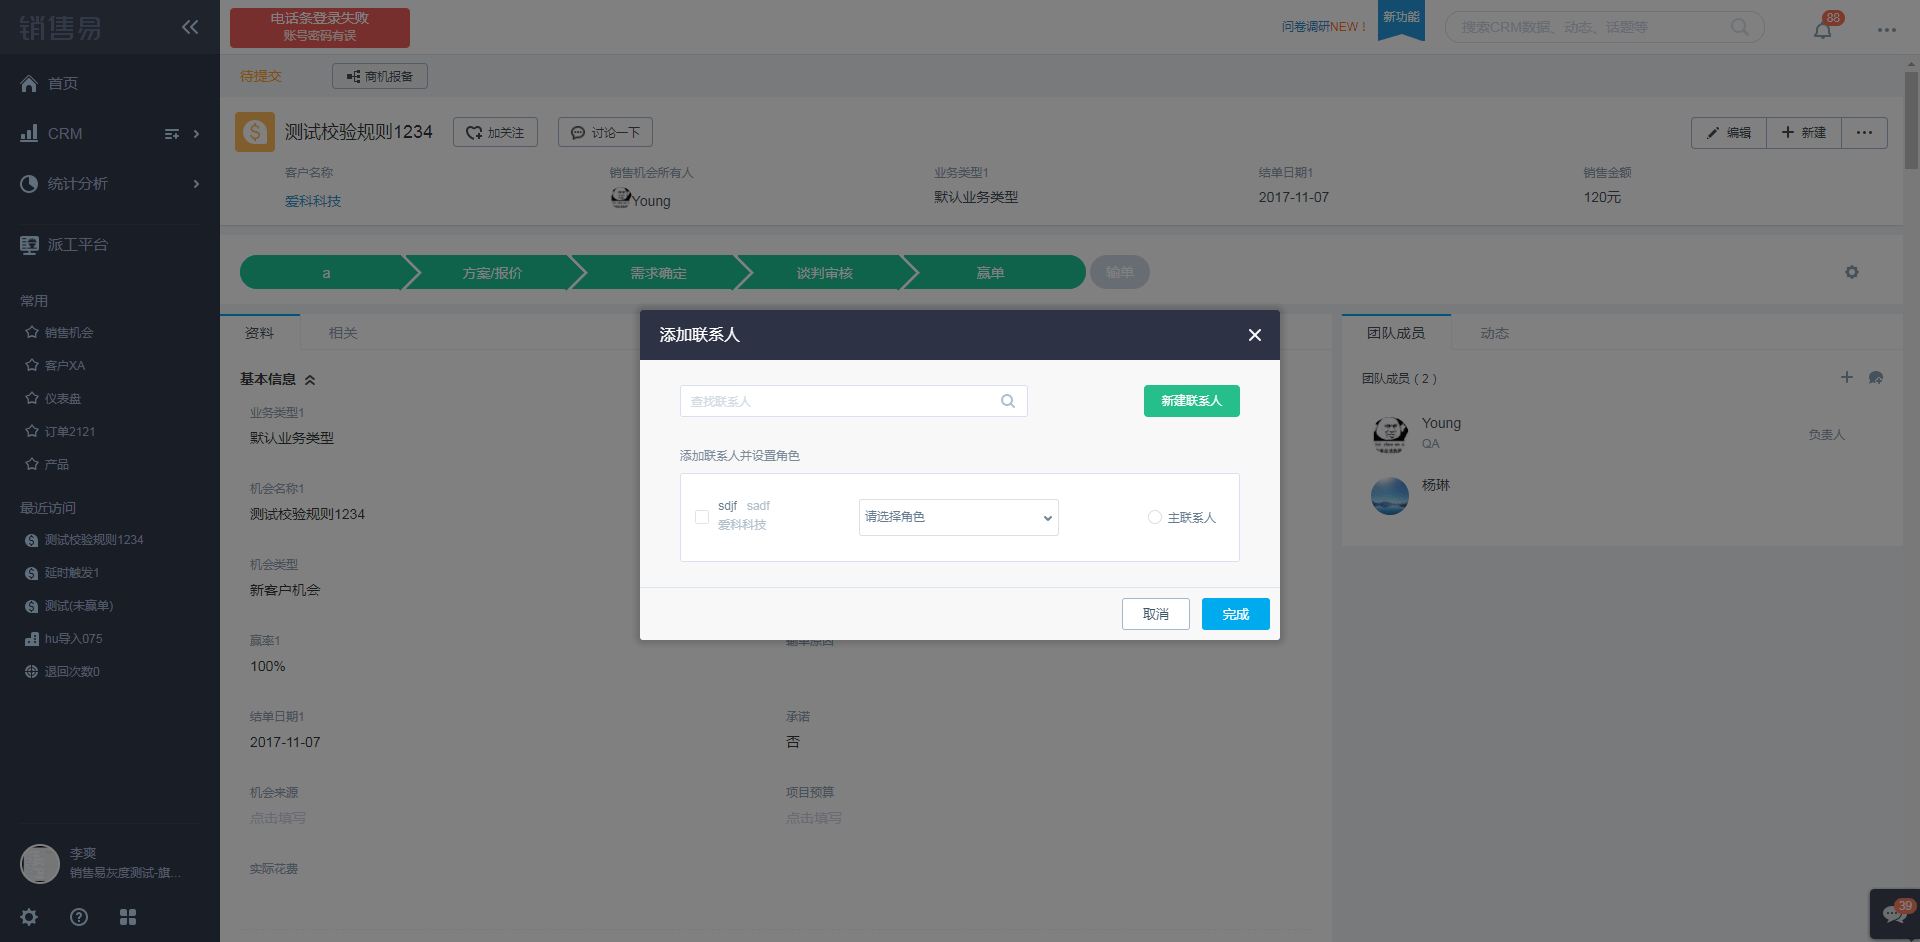 销售易
电话条登录失败
账号密码有误
问卷调研NEW！
新功能
搜索CRM数据、动态、话题等
88
首页
CRM
统计分析
派工平台
常用
销售机会
客户XA
仪表盘
订单2121
产品
最近访问
测试校验规则1234
延时触发1
测试(未赢单)
hu导入075
退回次数0
李爽
销售易灰度测试-旗...
待提交
商机报备
测试校验规则1234
加关注
讨论一下
编辑
新建
客户名称
销售机会所有人
业务类型1
结单日期1
销售金额
爱科科技
Young
默认业务类型
2017-11-07
120元
a
方案/报价
需求确定
谈判审核
赢单
输单
资料
相关
基本信息
业务类型1
默认业务类型
机会名称1
测试校验规则1234
机会类型
新客户机会
赢率1
输单原因
100%
结单日期1
承诺
2017-11-07
否
机会来源
项目预算
点击填写
点击填写
实际花费
添加联系人
查找联系人
新建联系人
添加联系人并设置角色
sdjf sadf
爱科科技
请选择角色
主联系人
取消
完成
团队成员
动态
团队成员 ( 2 )
Young
QA
负责人
杨琳
39